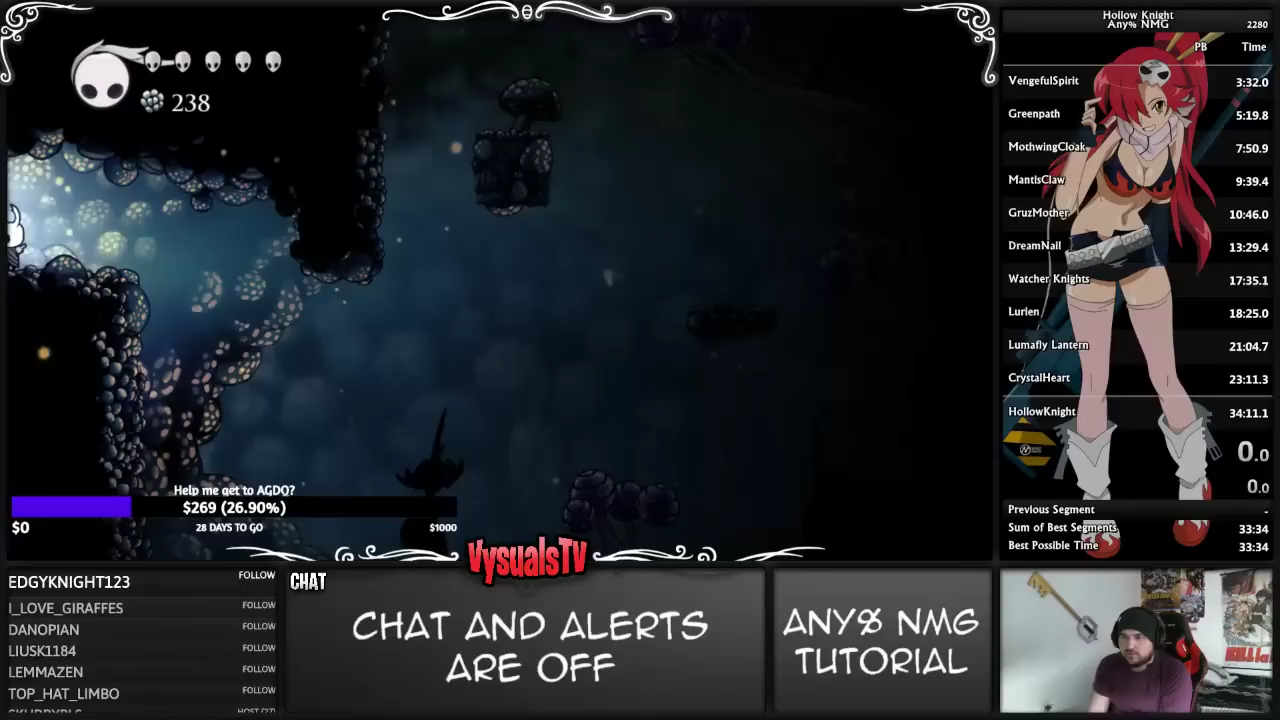 238
Hollow Knight
Any% NMG
2280
PB Time
VengefulSpirit 3:32.0
Greenpath 5:19.8
MothwingCloak 7:50.9
MantisClaw 9:39.4
GruzMother 10:46.0
DreamNail 13:29.4
Watcher Knights 17:35.1
Lurien 18:25.0
Lumafly Lantern 21:04.7
CrystalHeart 23:11.3
HollowKnight 34:11.1
0.0
0.0
Previous Segment -
Sum of Best Segments 33:34
Best Possible Time 33:34
Help me get to AGDQ?
$269 (26.90%)
$0 28 DAYS TO GO $1000
VysualsTV
EDGYKNIGHT123 FOLLOW
I_LOVE_GIRAFFES FOLLOW
DANOPIAN FOLLOW
LIUSK1184 FOLLOW
LEMMAZEN FOLLOW
TOP_HAT_LIMBO FOLLOW
CHAT
CHAT AND ALERTS
ARE OFF
ANY% NMG
TUTORIAL